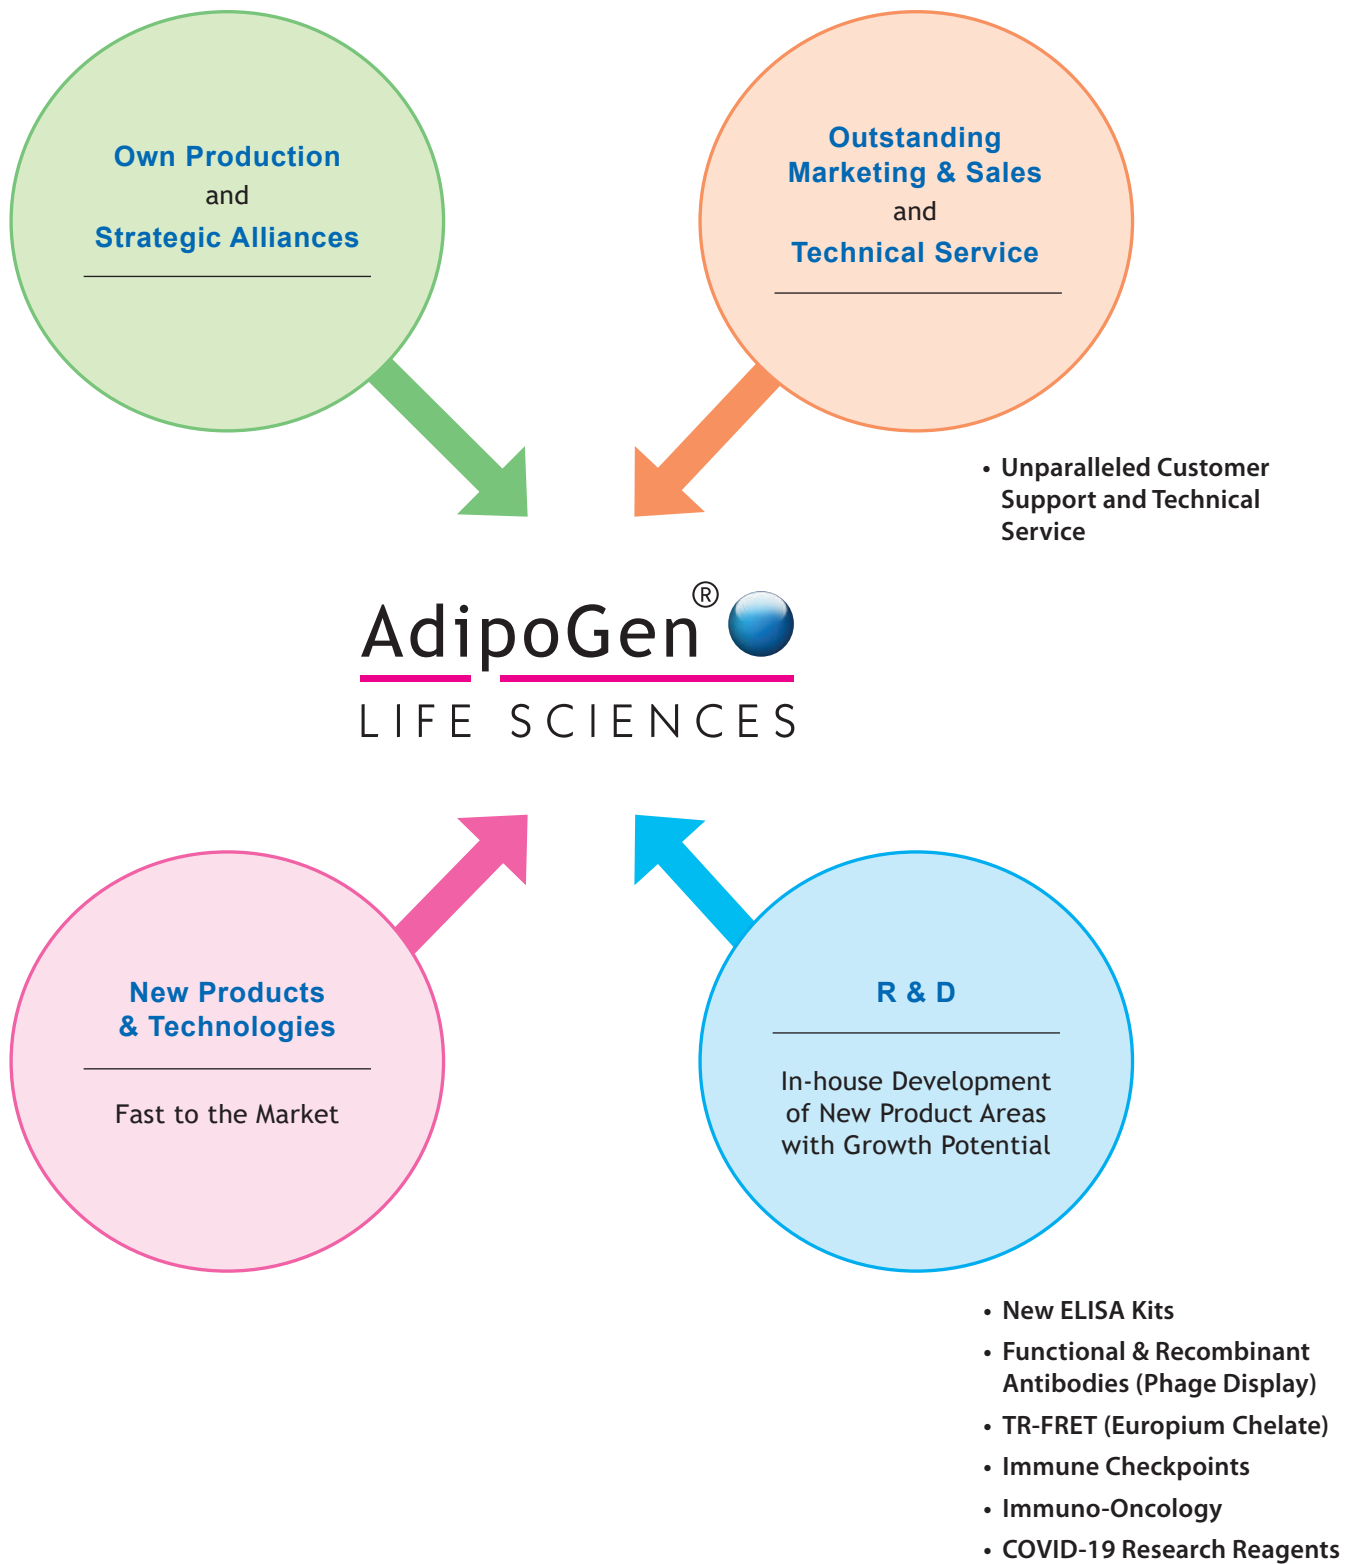 Own Production
and
Strategic Alliances
Outstanding
Marketing & Sales
and
Technical Service
• Unparalleled Customer
Support and Technical
Service
AdipoGen®
LIFE SCIENCES
New Products
& Technologies
Fast to the Market
R & D
In-house Development
of New Product Areas
with Growth Potential
• New ELISA Kits
• Functional & Recombinant
Antibodies (Phage Display)
• TR-FRET (Europium Chelate)
• Immune Checkpoints
• Immuno-Oncology
• COVID-19 Research Reagents